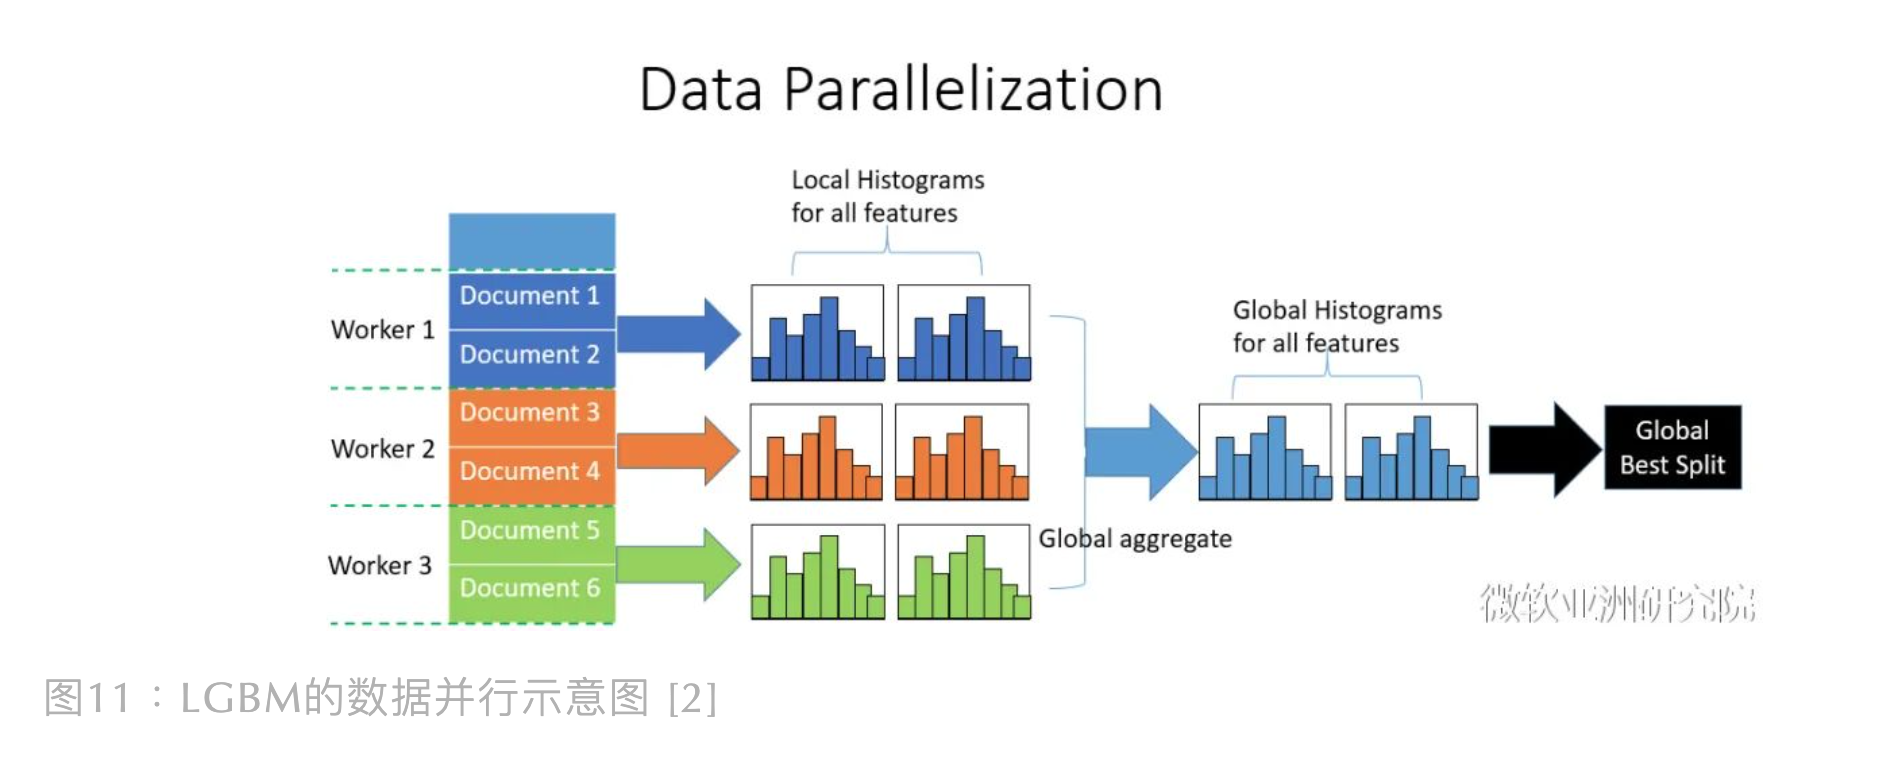 Data Parallelization
Local Histograms
for all features
Worker 1
Document 1
Document 2
Worker 2
Document 3
Document 4
Worker 3
Document 5
Document 6
Global aggregate
Global Histograms
for all features
Global
Best Split
微软亚洲研究院
图11：LGBM的数据并行示意图 [2]